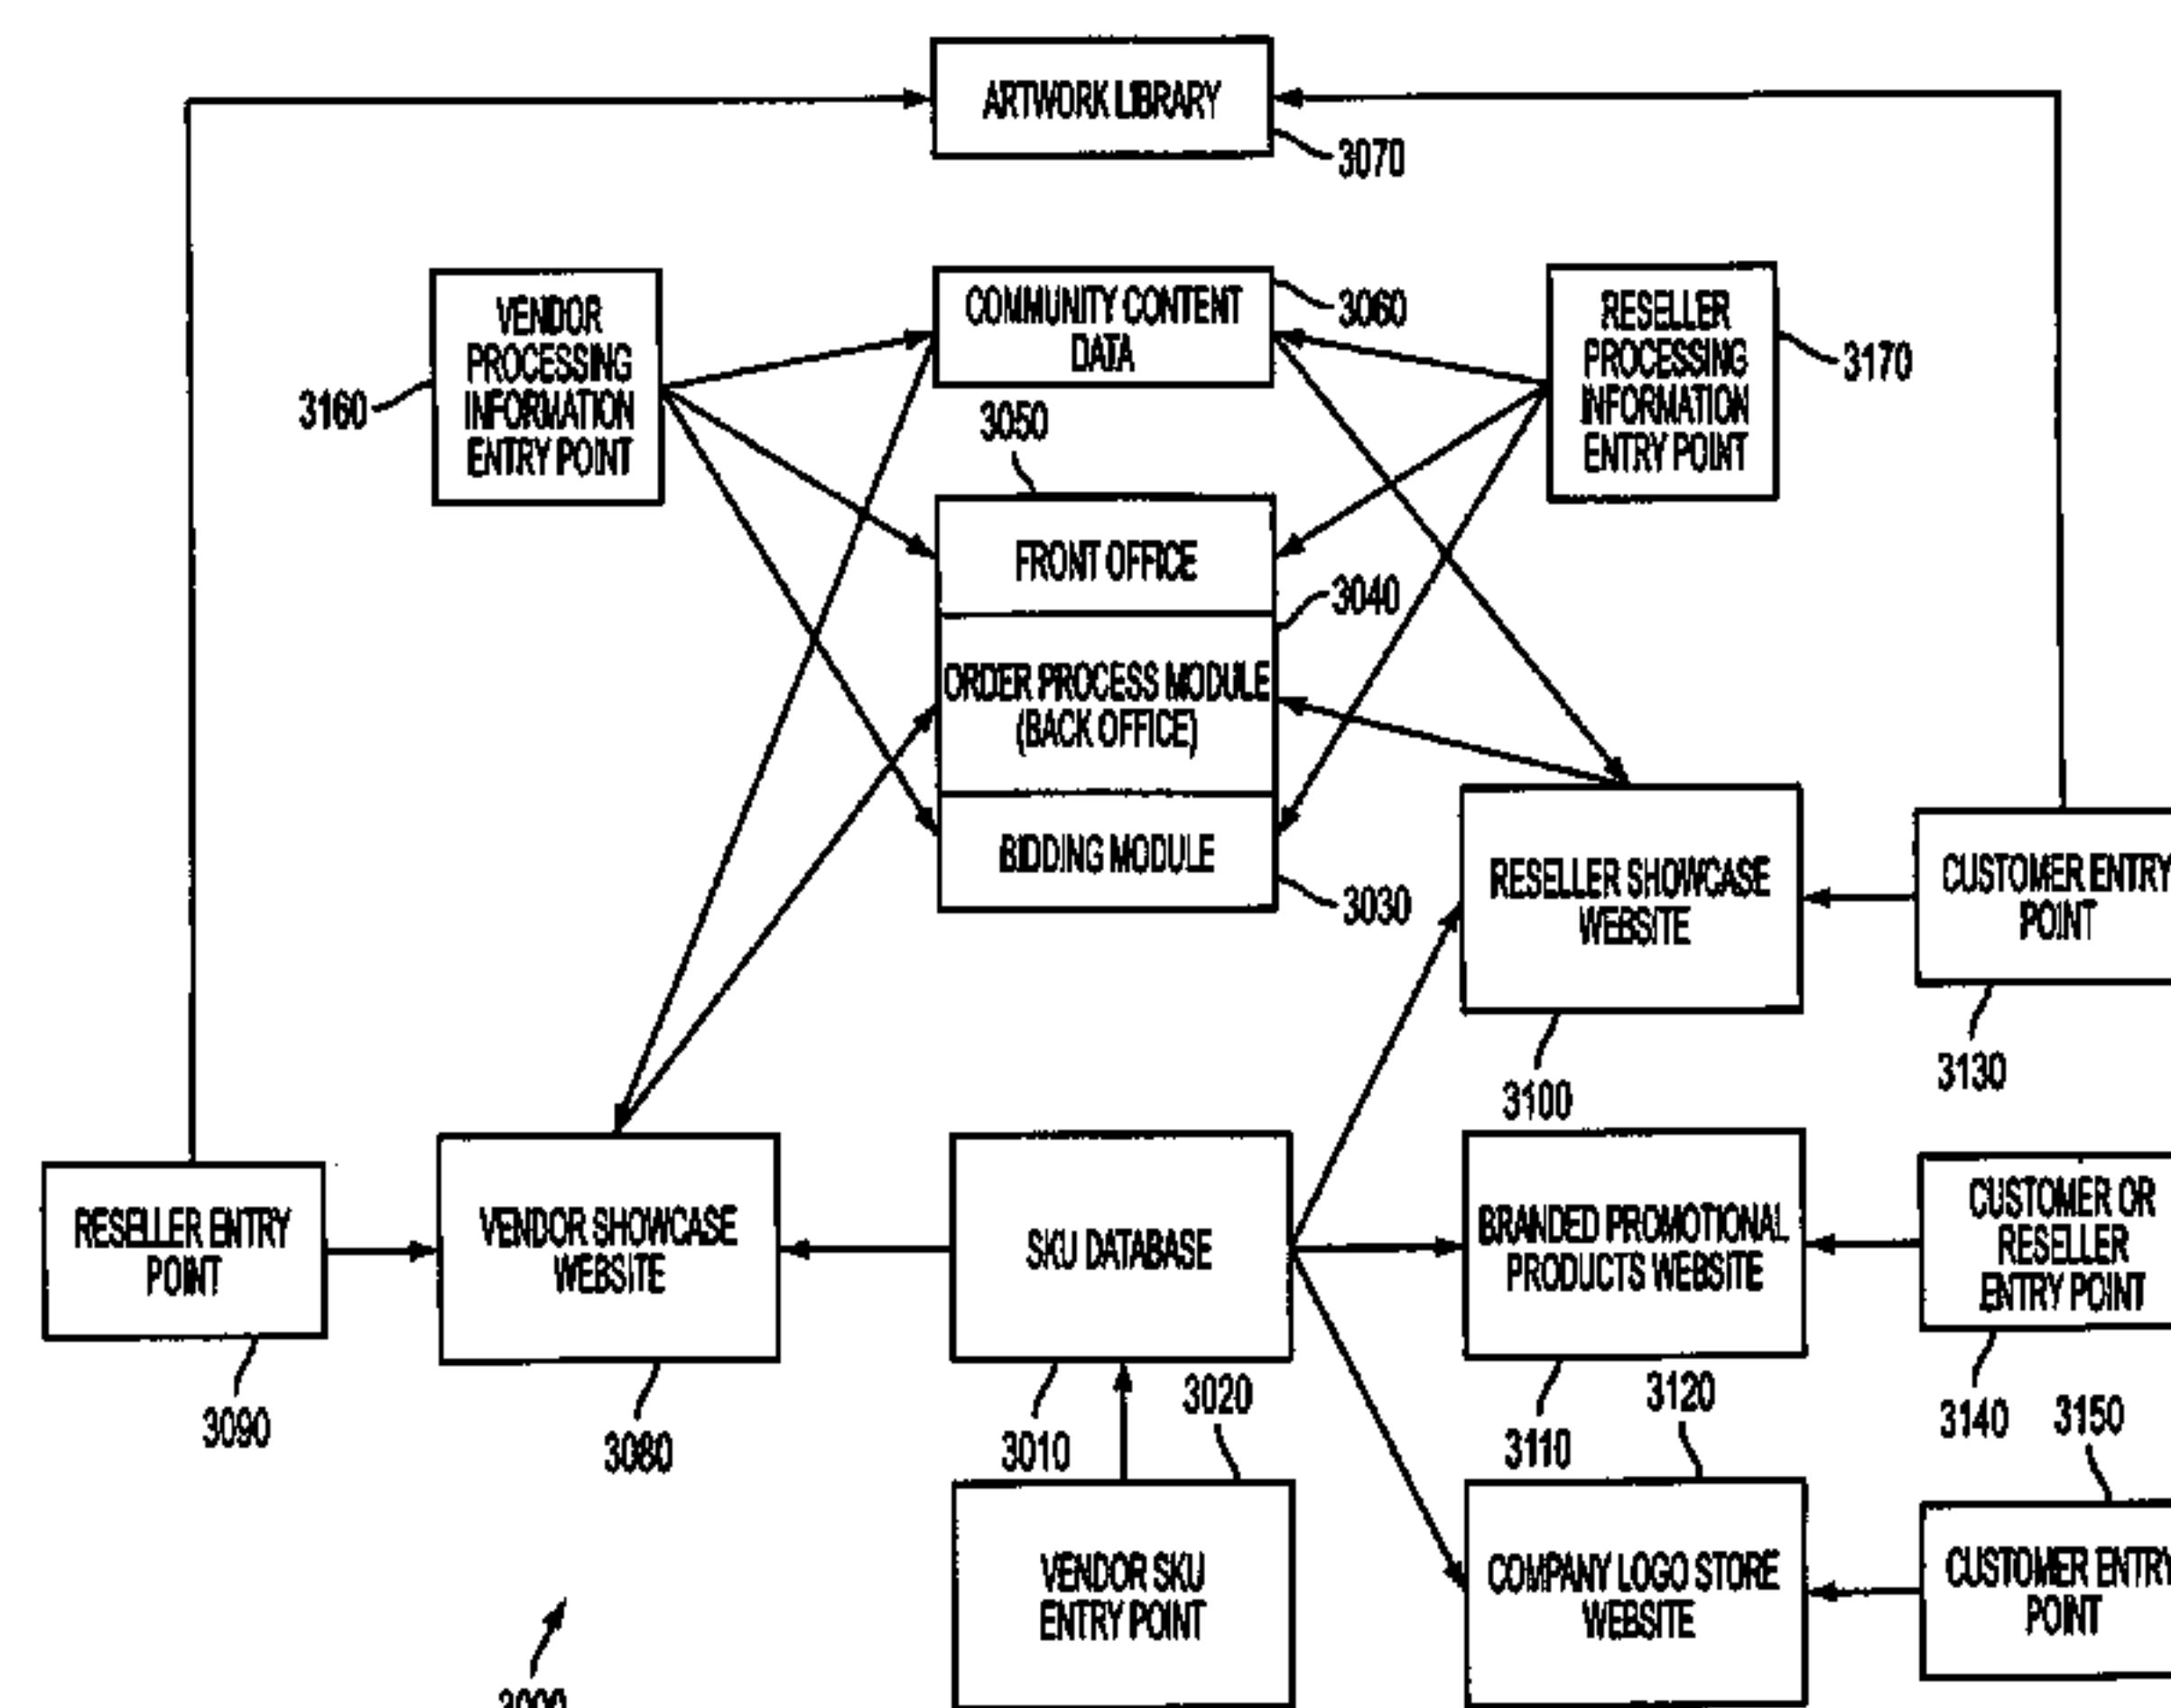 ARTWORK LIBRARY
3070
VENDOR
PROCESSING
INFORMATION
ENTRY POINT
3160
COMMUNITY CONTENT
DATA
3060
RESELLER
PROCESSING
INFORMATION
ENTRY POINT
3170
3050
FRONT OFFICE
3040
ORDER PROCESS MODULE
(BACK OFFICE)
BIDDING MODULE
3030
RESELLER SHOWCASE
WEBSITE
3100
CUSTOMER ENTRY
POINT
3130
RESELLER ENTRY
POINT
3090
VENDOR SHOWCASE
WEBSITE
3080
SKU DATABASE
3010
3020
BRANDED PROMOTIONAL
PRODUCTS WEBSITE
3110
3120
CUSTOMER OR
RESELLER
ENTRY POINT
3140
3150
VENDOR SKU
ENTRY POINT
COMPANY LOGO STORE
WEBSITE
CUSTOMER ENTRY
POINT